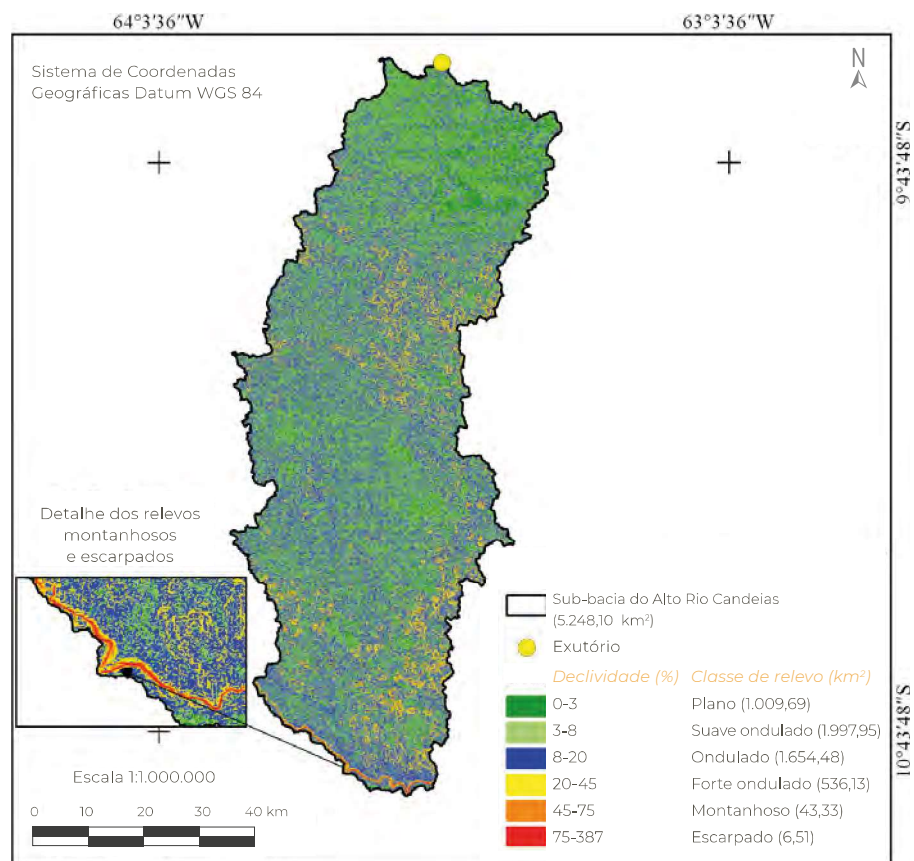 64°3'36"W
63°3'36"W
Sistema de Coordenadas
Geográficas Datum WGS 84
N
9°43'48"S
Detalhe dos relevos
montanhosos
e escarpados
Sub-bacia do Alto Rio Candeias
(5.248,10 km²)
Exutório
Declividade (%) Classe de relevo (km²)
0-3 Plano (1.009,69)
3-8 Suave ondulado (1.997,95)
8-20 Ondulado (1.654,48)
20-45 Forte ondulado (536,13)
45-75 Montanhoso (43,33)
75-387 Escarpado (6,51)
10°43'48"S
Escala 1:1.000.000
0 10 20 30 40 km